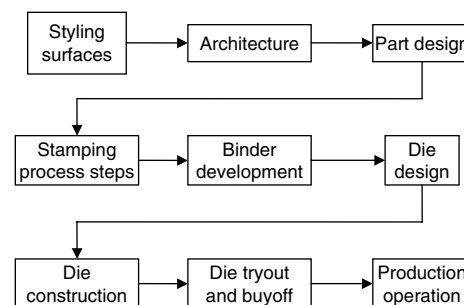 Styling
surfaces
Architecture
Part design
Stamping
process steps
Binder
development
Die
design
Die
construction
Die tryout
and buyoff
Production
operation